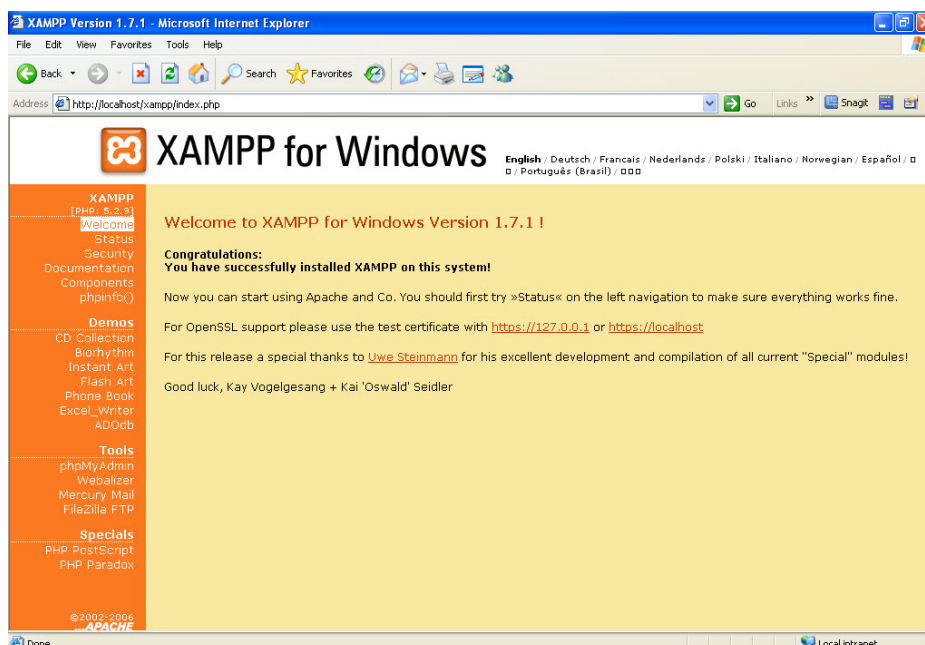 XAMPP Version 1.7.1 - Microsoft Internet Explorer
File Edit View Favorites Tools Help
Back Search Favorites
Address http://localhost/xampp/index.php Go Links » Snagit
XAMPP for Windows
English / Deutsch / Francais / Nederlands / Polski / Italiano / Norwegian / Español / □
□ / Português (Brasil) / □□□
XAMPP
[PHP: 5.2.9]
Welcome
Status
Security
Documentation
Components
phpinfo()
Demos
CD Collection
Biorhythm
Instant Art
Flash Art
Phone Book
Excel_Writer
ADOdb
Tools
phpMyAdmin
Webalizer
Mercury Mail
FileZilla FTP
Specials
PHP PostScript
PHP Paradox
©2002-2006
...APACHE
Welcome to XAMPP for Windows Version 1.7.1 !
Congratulations:
You have successfully installed XAMPP on this system!
Now you can start using Apache and Co. You should first try »Status« on the left navigation to make sure everything works fine.
For OpenSSL support please use the test certificate with https://127.0.0.1 or https://localhost
For this release a special thanks to Uwe Steinmann for his excellent development and compilation of all current "Special" modules!
Good luck, Kay Vogelgesang + Kai 'Oswald' Seidler
Done Local intranet